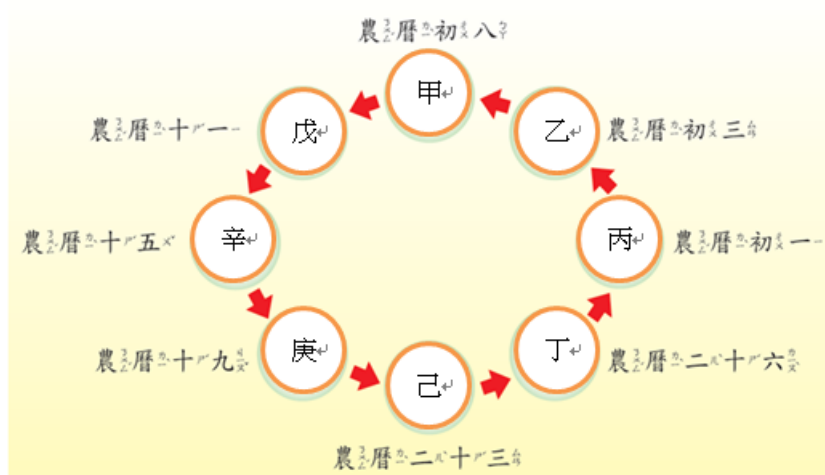 農曆初八
甲
戊
乙
農曆十一
農曆初三
農曆十五
辛
丙
農曆初一
農曆十九
庚
丁
農曆二十六
己
農曆二十三